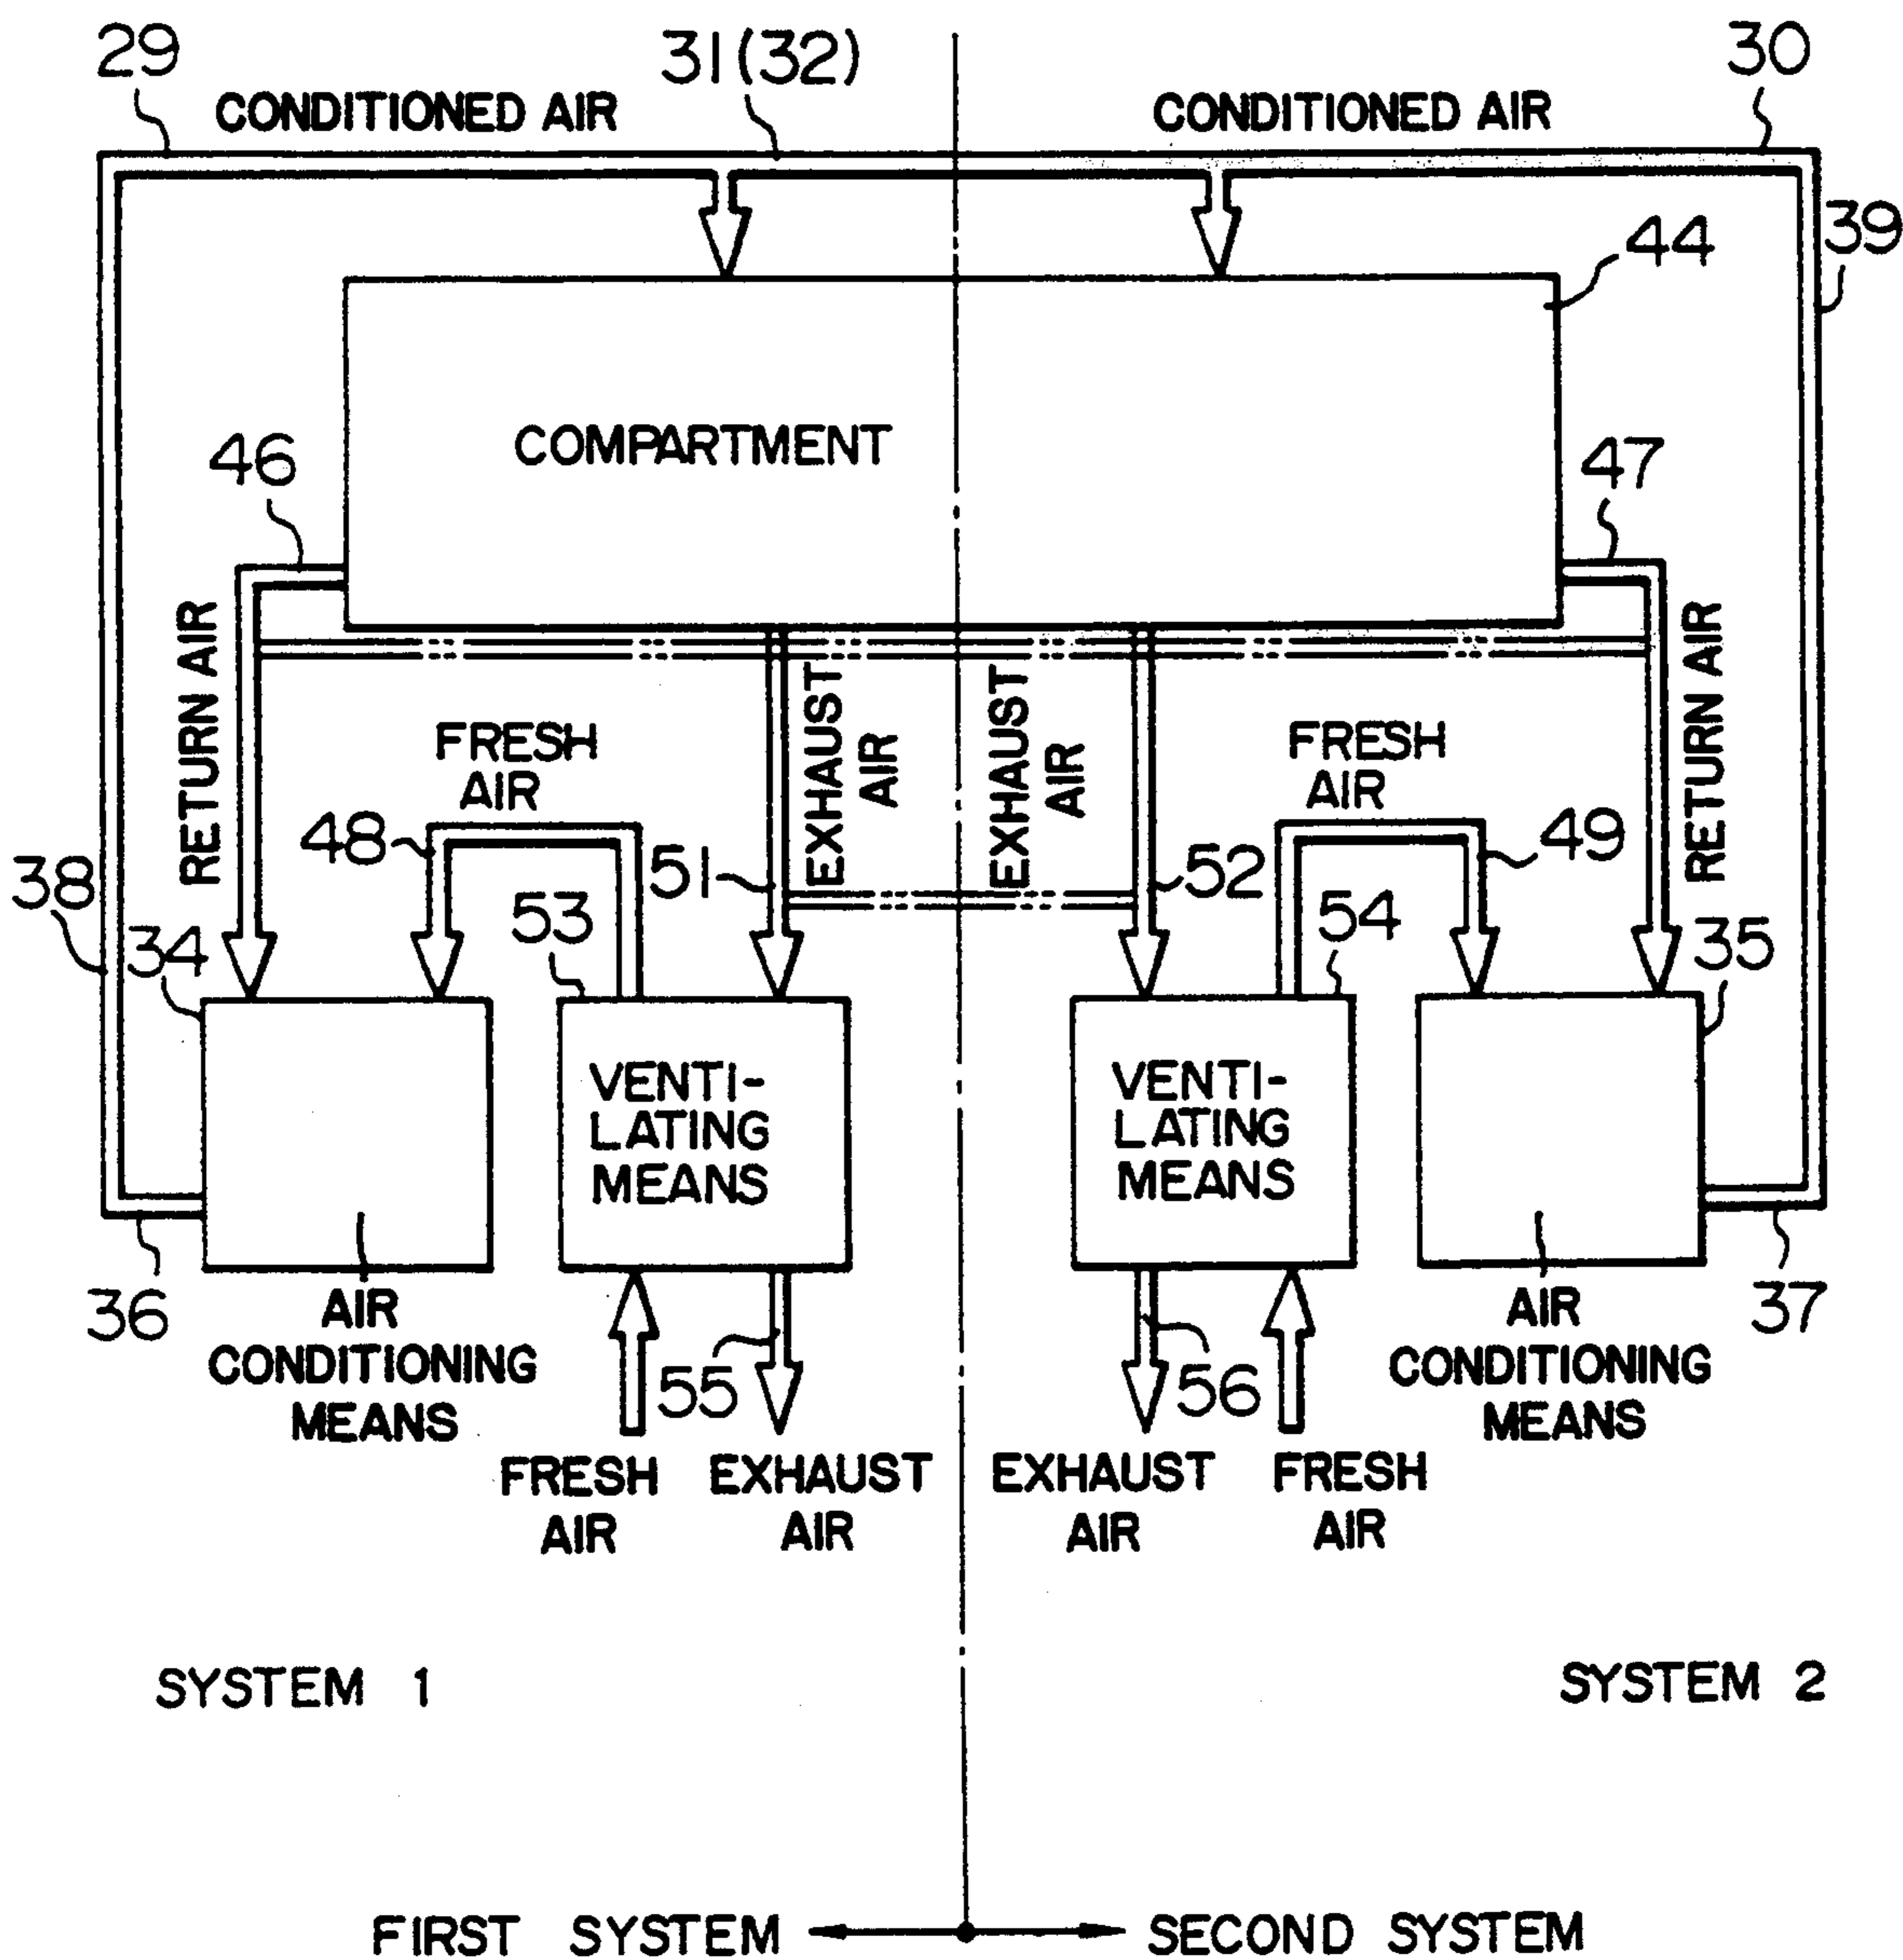 29
31(32)
30
CONDITIONED AIR
CONDITIONED AIR
39
44
COMPARTMENT
46
47
RETURN AIR
RETURN AIR
EXHAUST
AIR
EXHAUST
AIR
FRESH
AIR
FRESH
AIR
48
51
52
49
38
34
53
54
35
VENTI-
LATING
MEANS
VENTI-
LATING
MEANS
36
37
AIR
CONDITIONING
MEANS
55
56
AIR
CONDITIONING
MEANS
FRESH
AIR
EXHAUST
AIR
EXHAUST
AIR
FRESH
AIR
SYSTEM 1
SYSTEM 2
FIRST SYSTEM
SECOND SYSTEM